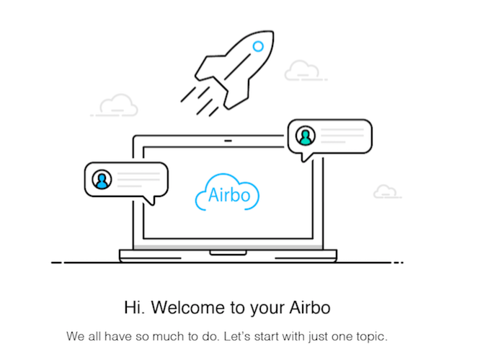 Airbo
Hi. Welcome to your Airbo
We all have so much to do. Let's start with just one topic.